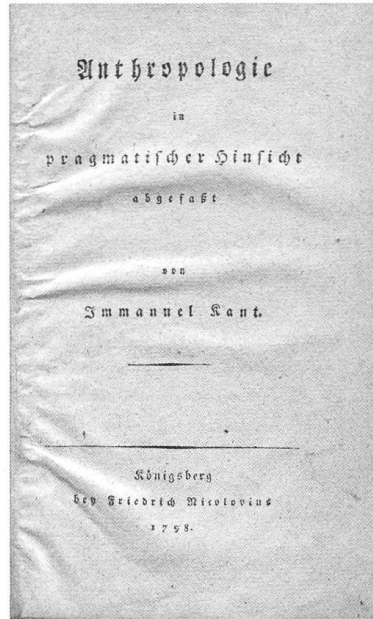 Anthropologie
in
pragmatischer Hinsicht
abgefaßt
von
Immanuel Kant.
Königsberg
bey Friedrich Nicolovius
1798.